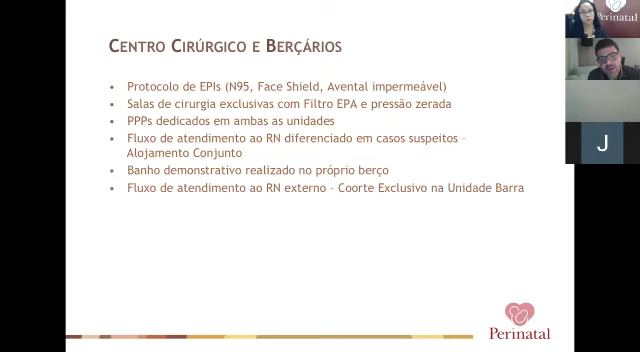 CENTRO CIRÚRGICO E BERÇÁRIOS
• Protocolo de EPIs (N95, Face Shield, Avental impermeável)
• Salas de cirurgia exclusivas com Filtro EPA e pressão zerada
• PPPs dedicados em ambas as unidades
• Fluxo de atendimento ao RN diferenciado em casos suspeitos –
Alojamento Conjunto
• Banho demonstrativo realizado no próprio berço
• Fluxo de atendimento ao RN externo – Coorte Exclusivo na Unidade Barra
Perinatal
Perinatal
J